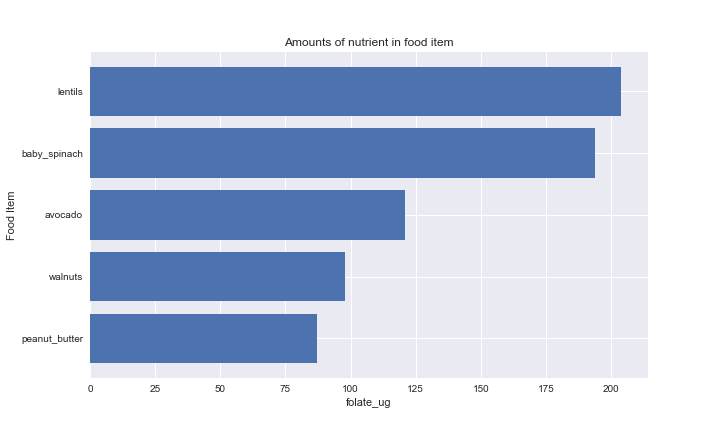 Amounts of nutrient in food item
Food Item
lentils
baby_spinach
avocado
walnuts
peanut_butter
0 25 50 75 100 125 150 175 200
folate_ug